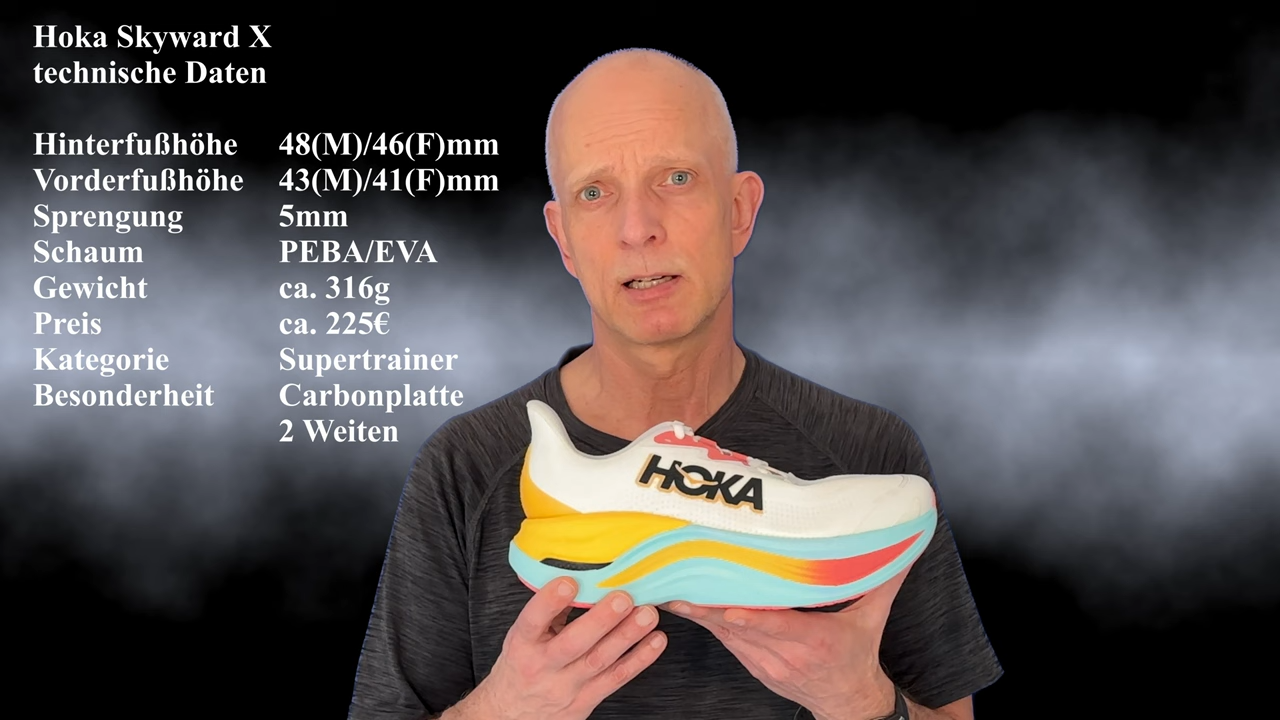 Hoka Skyward X
technische Daten
Hinterfußhöhe 48(M)/46(F)mm
Vorderfußhöhe 43(M)/41(F)mm
Sprengung 5mm
Schaum PEBA/EVA
Gewicht ca. 316g
Preis ca. 225€
Kategorie Supertrainer
Besonderheit Carbonplatte
2 Weiten
HOKA